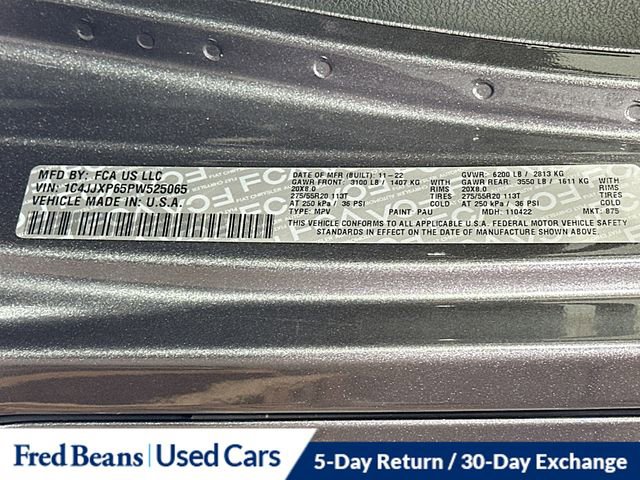 MFD BY: FCA US LLC
VIN: 1C4JJXP65PW525065
VEHICLE MADE IN: U.S.A.
DATE OF MFR (BUILT): 11-22 GVWR: 6200 LB / 2813 KG
GAWR FRONT: 3100 LB / 1407 KG GAWR REAR: 3550 LB / 1611 KG
20X8.0 RIMS 20X8.0 RIMS
275/55R20 113T TIRES 275/55R20 113T TIRES
AT 250 kPa / 36 PSI COLD AT 250 kPa / 36 PSI COLD
TYPE: MPV PAINT: PAU MDH: 110422 MKT: B75
THIS VEHICLE CONFORMS TO ALL APPLICABLE U.S.A. FEDERAL MOTOR VEHICLE SAFETY
STANDARDS IN EFFECT ON THE DATE OF MANUFACTURE SHOWN ABOVE.
Fred Beans | Used Cars 5-Day Return / 30-Day Exchange